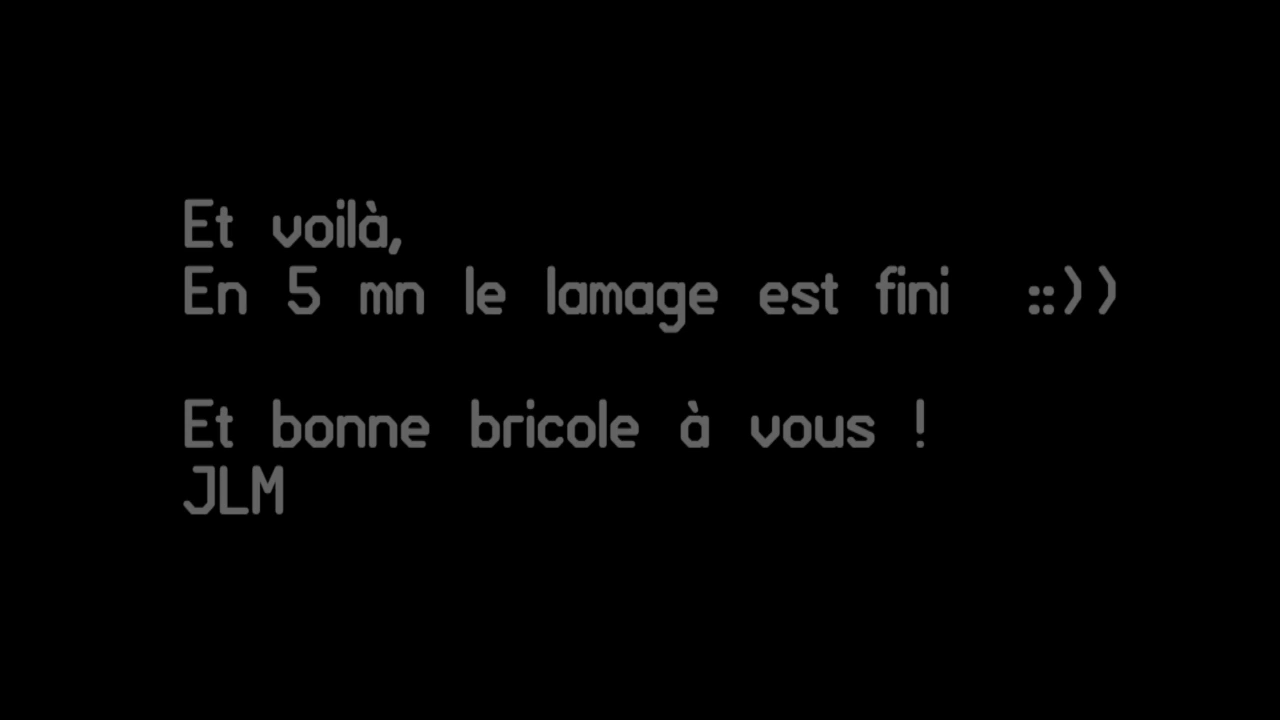 Et voilà,
En 5 mn le lamage est fini  ::))
Et bonne bricole à vous !
JLM